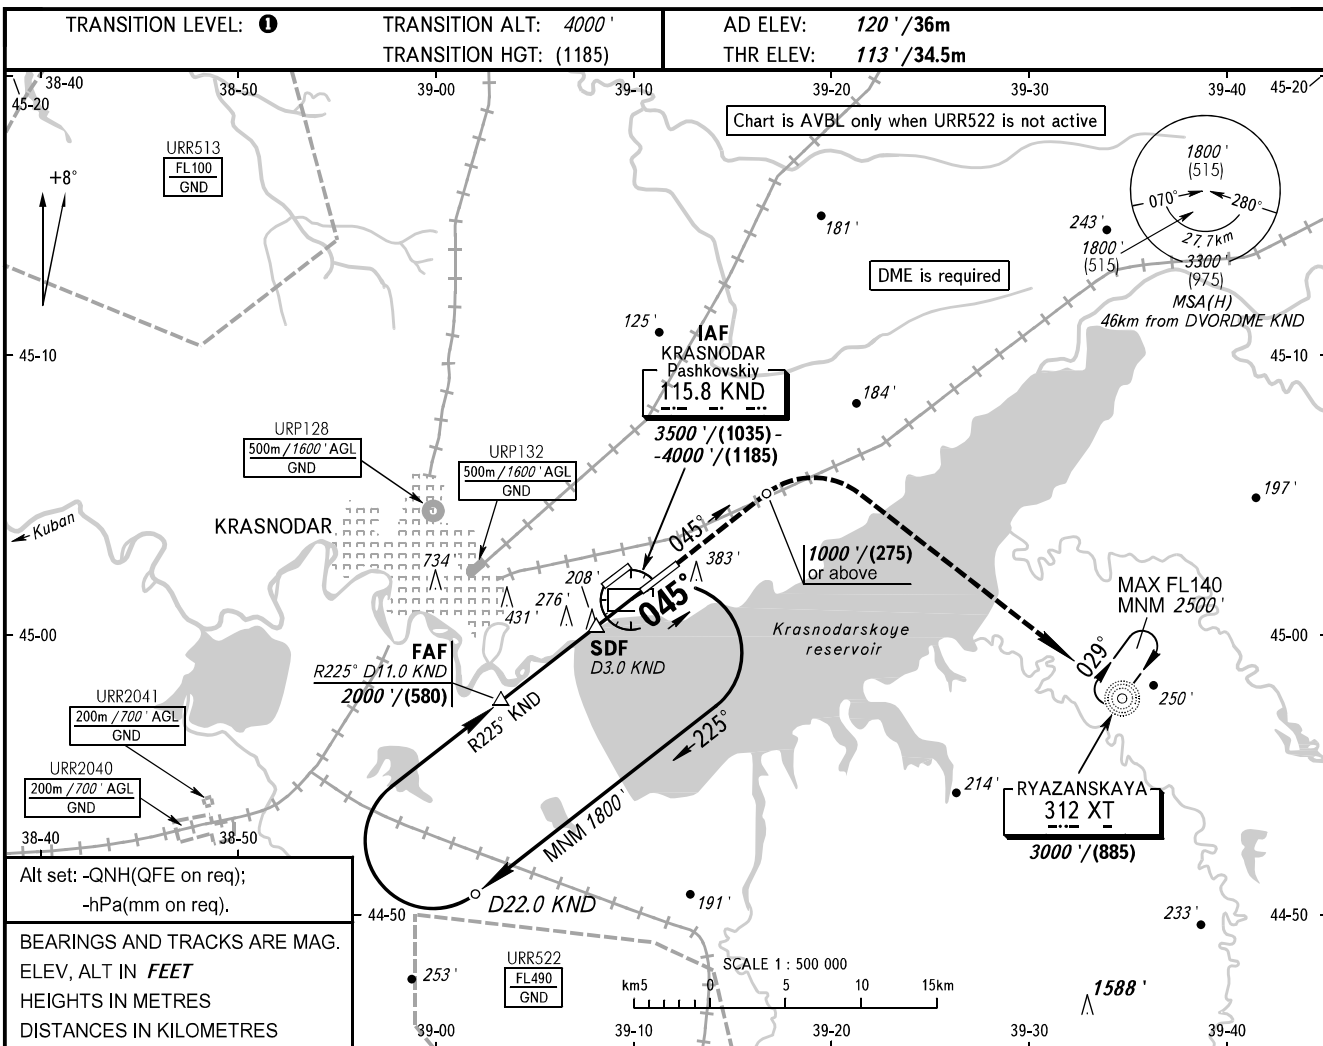 TRANSITION LEVEL: ❶
TRANSITION ALT: 4000 '
TRANSITION HGT: (1185)
AD ELEV: 120 ' /36m
THR ELEV: 113 ' /34.5m
38-40
38-50
39-00
39-10
39-20
39-30
39-40
45-20
45-20
Chart is AVBL only when URR522 is not active
URR513
FL100
GND
+8°
1800 '
(515)
070°
280°
27.7km
1800 '
(515)
3300 '
(975)
MSA(H)
46km from DVORDME KND
181 '
243 '
DME is required
125 '
IAF
KRASNODAR
Pashkovskiy
115.8 KND
3500 '/(1035) -
-4000 '/(1185)
45-10
45-10
184 '
URP128
500m / 1600 ' AGL
GND
URP132
500m / 1600 ' AGL
GND
197 '
KRASNODAR
Kuban
734
045°
383 '
1000 '/(275)
or above
208 '
276 '
431 '
045°
MAX FL140
MNM 2500 '
45-00
45-00
Krasnodarskoye
reservoir
SDF
D3.0 KND
FAF
R225° D11.0 KND
2000 '/(580)
029°
250 '
R225° KND
225°
URR2041
200m / 700 ' AGL
GND
URR2040
200m / 700 ' AGL
GND
214 '
RYAZANSKAYA
312 XT
3000 '/(885)
MNM 1800 '
38-40
38-50
Alt set: -QNH(QFE on req);
-hPa(mm on req).
D22.0 KND
191 '
44-50
44-50
233 '
BEARINGS AND TRACKS ARE MAG.
ELEV, ALT IN FEET
HEIGHTS IN METRES
DISTANCES IN KILOMETRES
253 '
URR522
FL490
GND
SCALE 1 : 500 000
km5 0 5 10 15km
1588 '
39-00
39-10
39-20
39-30
39-40